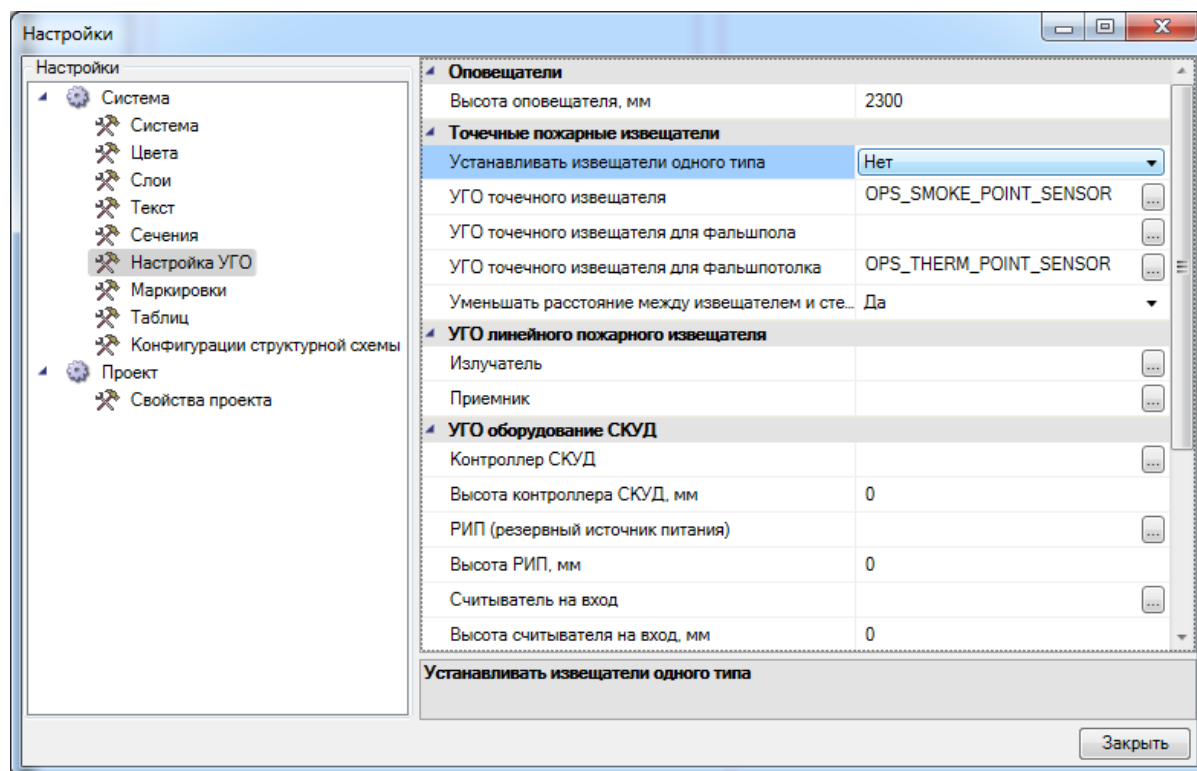 Настройки
Настройки
Система
Система
Цвета
Слои
Текст
Сечения
Настройка УГО
Маркировки
Таблиц
Конфигурации структурной схемы
Проект
Свойства проекта
Оповещатели
Высота оповещателя, мм 2300
Точечные пожарные извещатели
Устанавливать извещатели одного типа Нет
УГО точечного извещателя OPS_SMOKE_POINT_SENSOR ...
УГО точечного извещателя для фальшпола ...
УГО точечного извещателя для фальшпотолка OPS_THERM_POINT_SENSOR ...
Уменьшать расстояние между извещателем и сте... Да
УГО линейного пожарного извещателя
Излучатель ...
Приемник ...
УГО оборудование СКУД
Контроллер СКУД ...
Высота контроллера СКУД, мм 0
РИП (резервный источник питания) ...
Высота РИП, мм 0
Считыватель на вход ...
Высота считывателя на вход, мм 0
Устанавливать извещатели одного типа
Закрыть